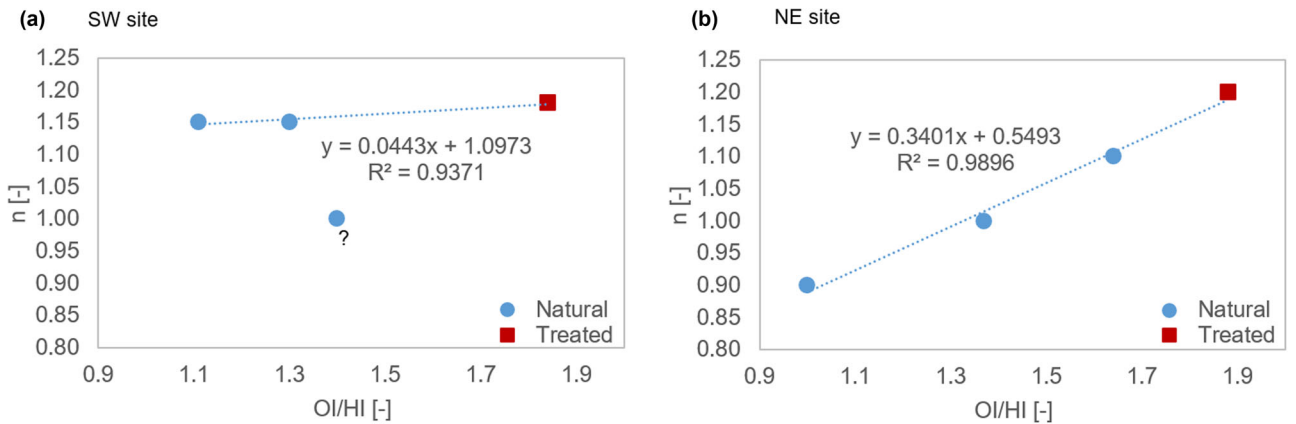 (a) SW site
1.25
1.20
1.15
1.10
1.05
1.00
0.95
0.90
0.85
0.80
n [-]
y = 0.0443x + 1.0973
R² = 0.9371
?
Natural
Treated
0.9 1.1 1.3 1.5 1.7 1.9
OI/HI [-]
(b) NE site
1.25
1.20
1.15
1.10
1.05
1.00
0.95
0.90
0.85
0.80
n [-]
y = 0.3401x + 0.5493
R² = 0.9896
Natural
Treated
0.9 1.1 1.3 1.5 1.7 1.9
OI/HI [-]